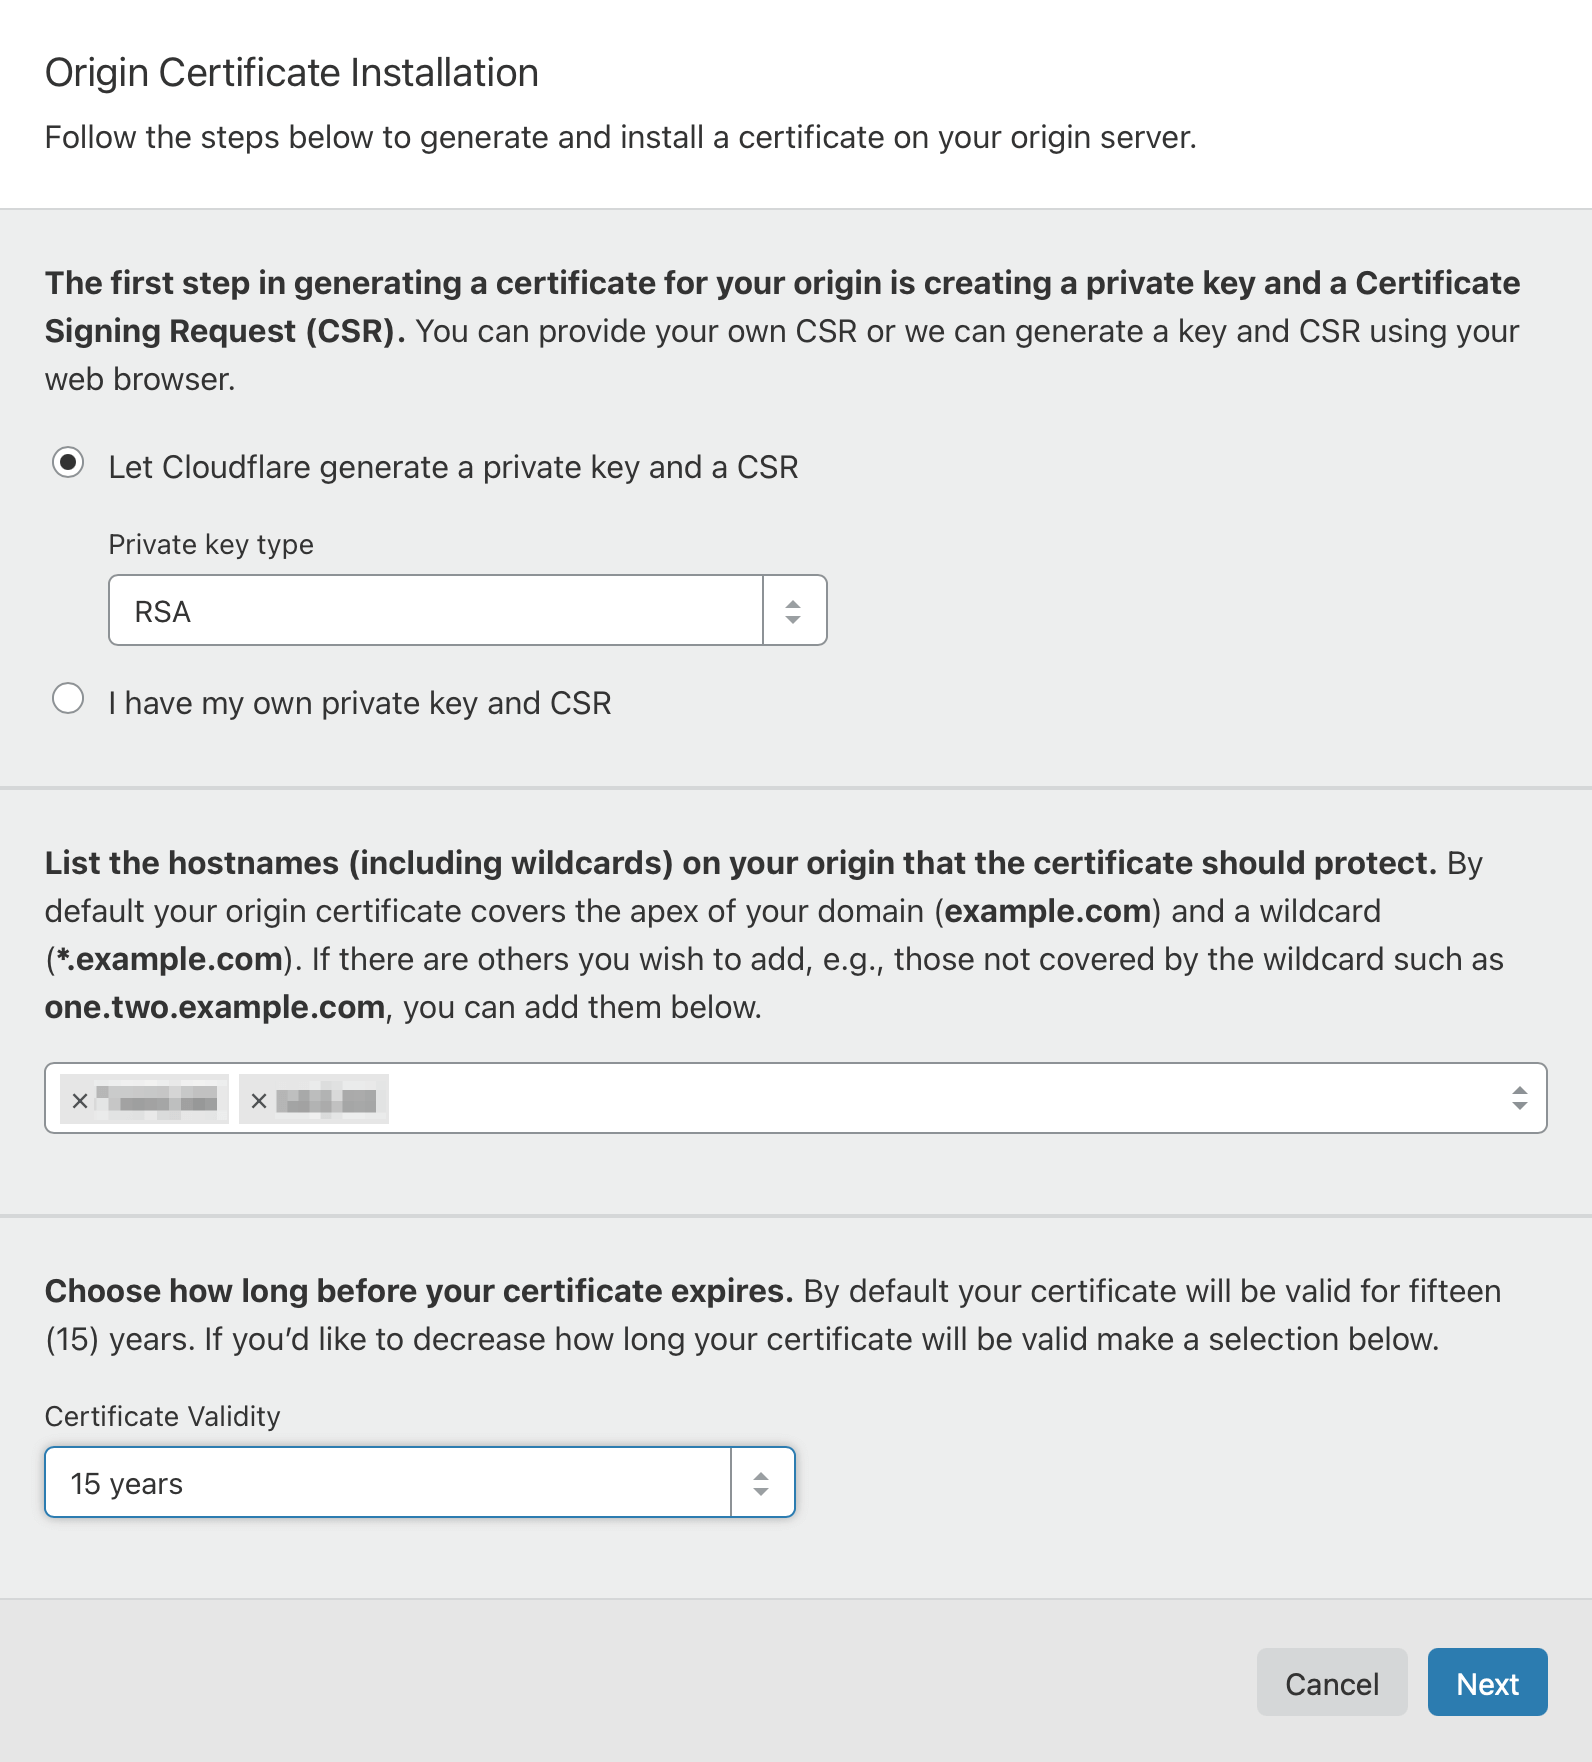 Origin Certificate Installation
Follow the steps below to generate and install a certificate on your origin server.
The first step in generating a certificate for your origin is creating a private key and a Certificate
Signing Request (CSR). You can provide your own CSR or we can generate a key and CSR using your
web browser.
Let Cloudflare generate a private key and a CSR
Private key type
RSA
I have my own private key and CSR
List the hostnames (including wildcards) on your origin that the certificate should protect. By
default your origin certificate covers the apex of your domain (example.com) and a wildcard
(*.example.com). If there are others you wish to add, e.g., those not covered by the wildcard such as
one.two.example.com, you can add them below.
Choose how long before your certificate expires. By default your certificate will be valid for fifteen
(15) years. If you’d like to decrease how long your certificate will be valid make a selection below.
Certificate Validity
15 years
Cancel
Next